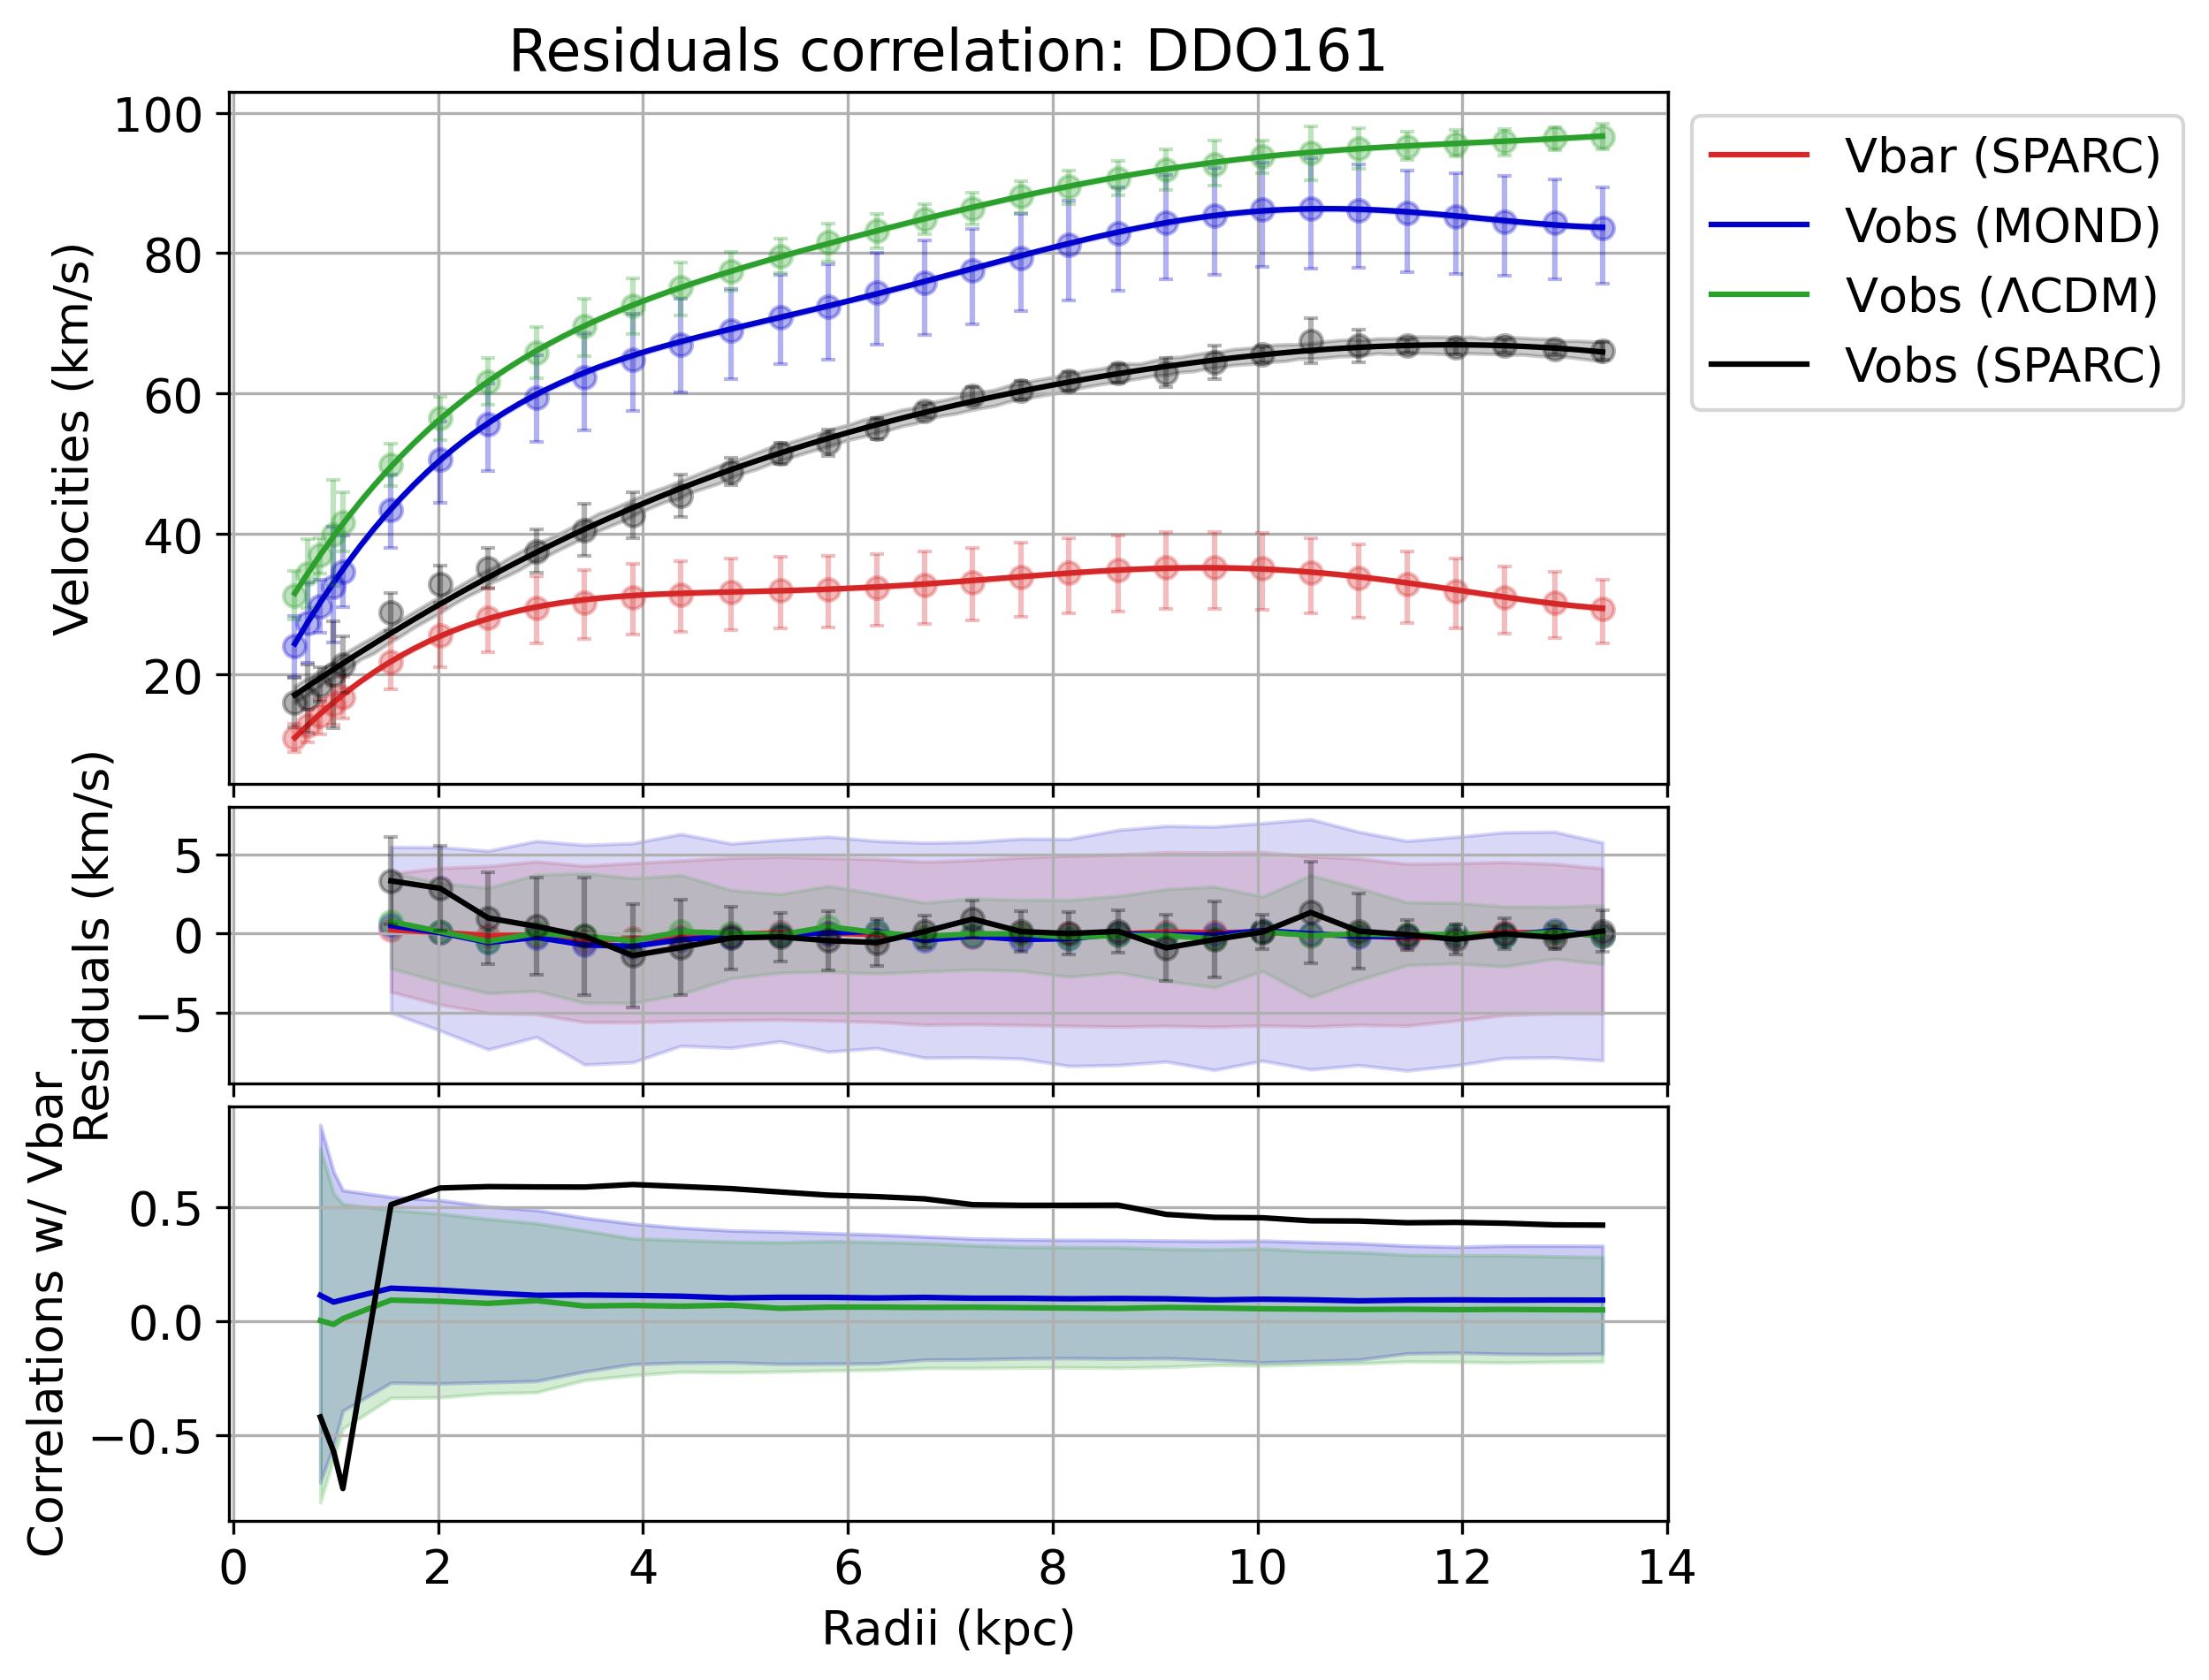 Residuals correlation: DDO161
Velocities (km/s)
100
80
60
40
20
Vbar (SPARC)
Vobs (MOND)
Vobs (ΛCDM)
Vobs (SPARC)
Residuals (km/s)
5
0
−5
Correlations w/ Vbar
0.5
0.0
−0.5
0 2 4 6 8 10 12 14
Radii (kpc)